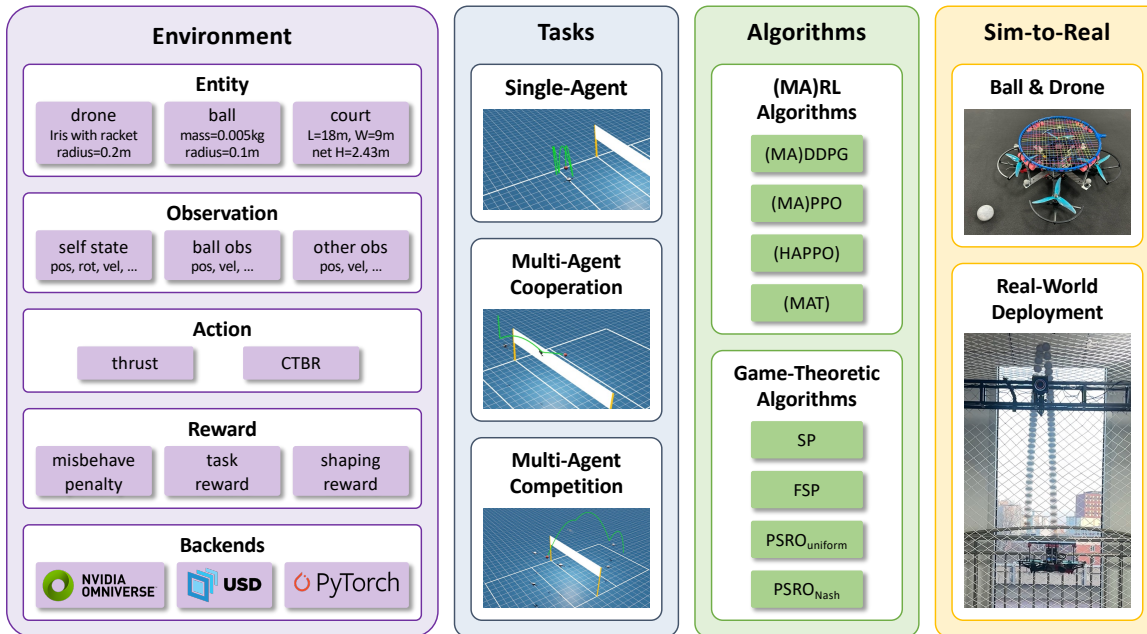 Environment
Entity
drone
Iris with racket
radius=0.2m
ball
mass=0.005kg
radius=0.1m
court
L=18m, W=9m
net H=2.43m
Observation
self state
pos, rot, vel, ...
ball obs
pos, vel, ...
other obs
pos, vel, ...
Action
thrust
CTBR
Reward
misbehave
penalty
task
reward
shaping
reward
Backends
NVIDIA
OMNIVERSE
USD
PyTorch
Tasks
Single-Agent
Multi-Agent
Cooperation
Multi-Agent
Competition
Algorithms
(MA)RL
Algorithms
(MA)DDPG
(MA)PPO
(HAPPO)
(MAT)
Game-Theoretic
Algorithms
SP
FSP
PSROuniform
PSRONash
Sim-to-Real
Ball & Drone
Real-World
Deployment